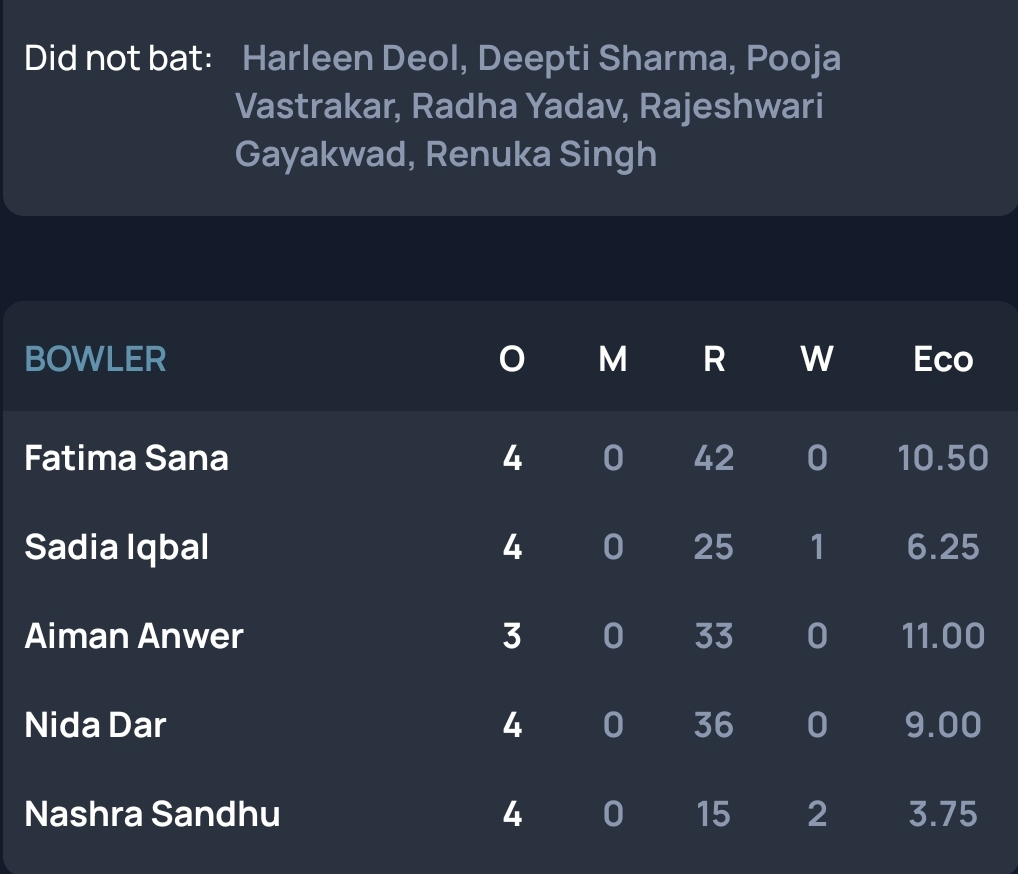 Did not bat: Harleen Deol, Deepti Sharma, Pooja
Vastrakar, Radha Yadav, Rajeshwari
Gayakwad, Renuka Singh
BOWLER O M R W Eco
Fatima Sana 4 0 42 0 10.50
Sadia Iqbal 4 0 25 1 6.25
Aiman Anwer 3 0 33 0 11.00
Nida Dar 4 0 36 0 9.00
Nashra Sandhu 4 0 15 2 3.75